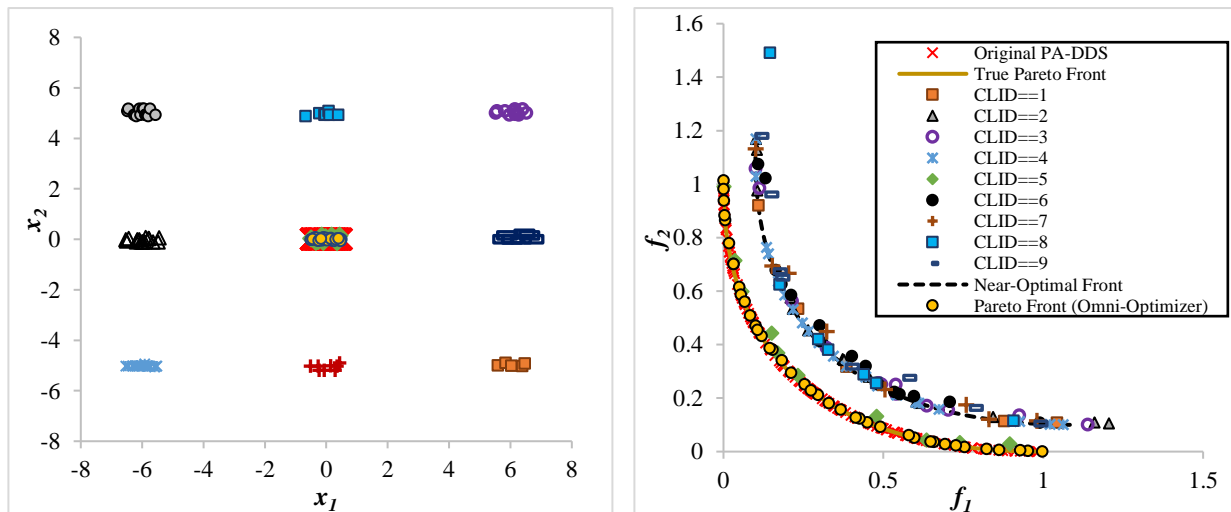 8
6
4
2
0
-2
-4
-6
-8
x2
-8 -6 -4 -2 0 2 4 6 8
x1
1.6
1.4
1.2
1
0.8
0.6
0.4
0.2
0
f2
0 0.5 1 1.5
f1
Original PA-DDS
True Pareto Front
CLID==1
CLID==2
CLID==3
CLID==4
CLID==5
CLID==6
CLID==7
CLID==8
CLID==9
Near-Optimal Front
Pareto Front (Omni-Optimizer)